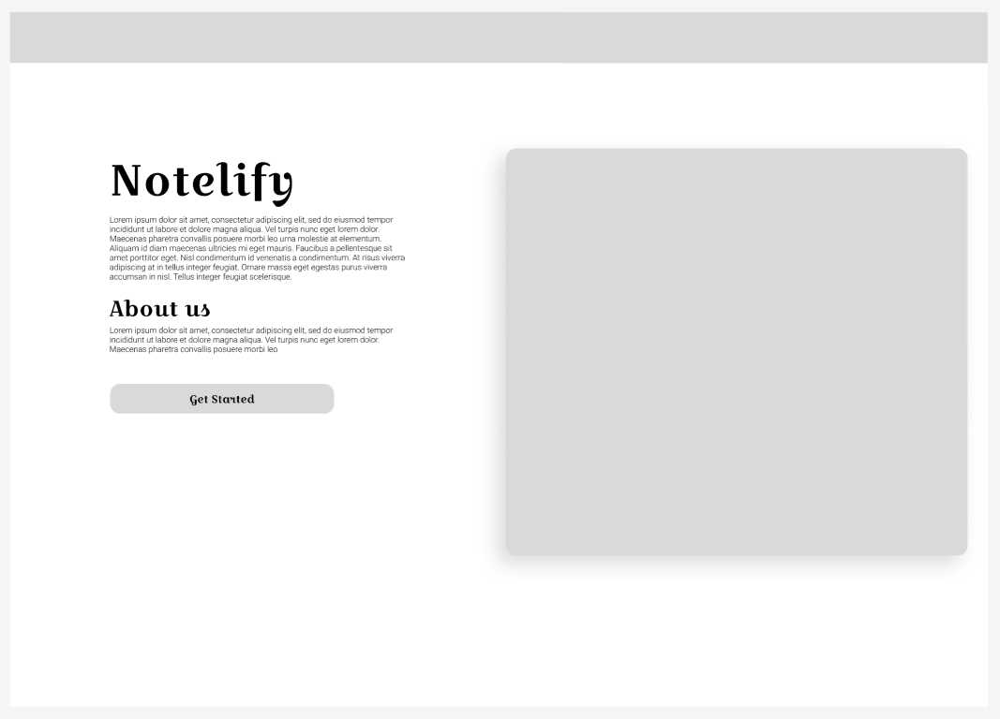 Notelify
Lorem ipsum dolor sit amet, consectetur adipiscing elit, sed do eiusmod tempor
incididunt ut labore et dolore magna aliqua. Vel turpis nunc eget lorem dolor.
Maecenas pharetra convallis posuere morbi leo urna molestie at elementum.
Aliquam id diam maecenas ultricies mi eget mauris. Faucibus a pellentesque sit
amet porttitor eget. Nisl condimentum id venenatis a condimentum. At risus viverra
adipiscing at in tellus integer feugiat. Ornare massa eget egestas purus viverra
accumsan in nisl. Tellus integer feugiat scelerisque.
About us
Lorem ipsum dolor sit amet, consectetur adipiscing elit, sed do eiusmod tempor
incididunt ut labore et dolore magna aliqua. Vel turpis nunc eget lorem dolor.
Maecenas pharetra convallis posuere morbi leo
Get Started